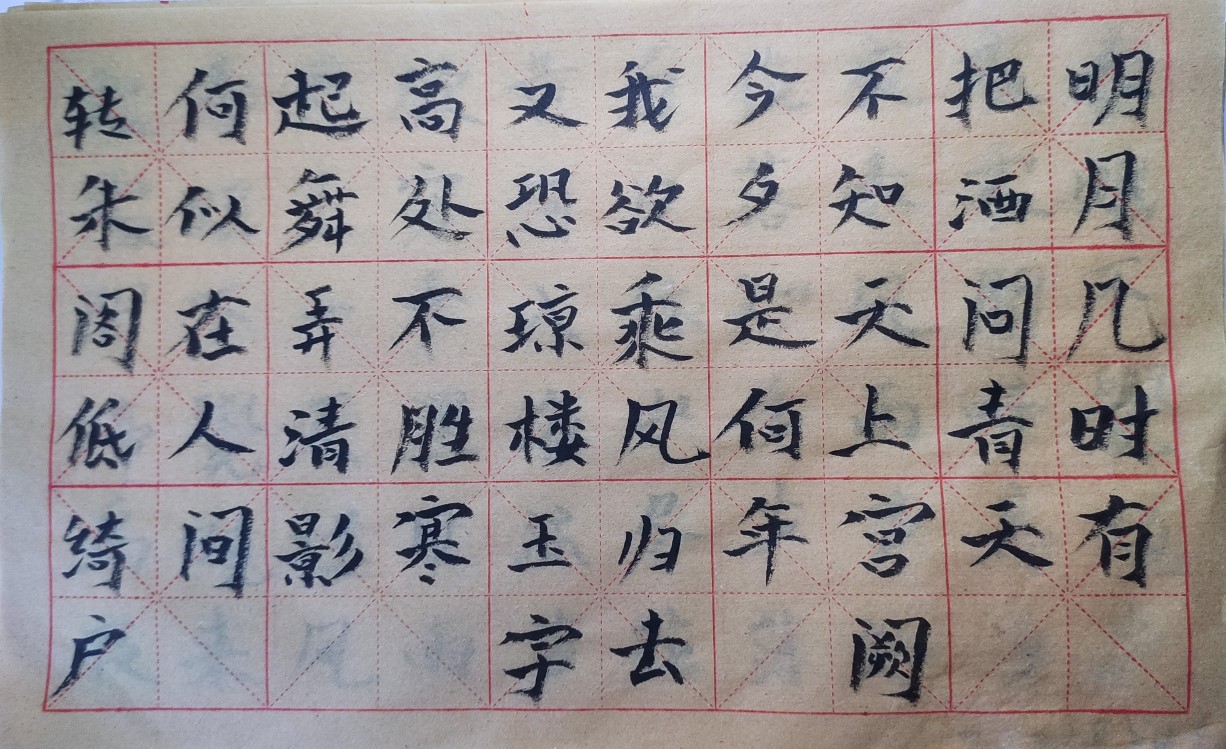 明月几时有
把酒问青天
不知天上宫阙
今夕是何年
我欲乘风归去
又恐琼楼玉宇
高处不胜寒
起舞弄清影
何似在人间
转朱阁低绮户